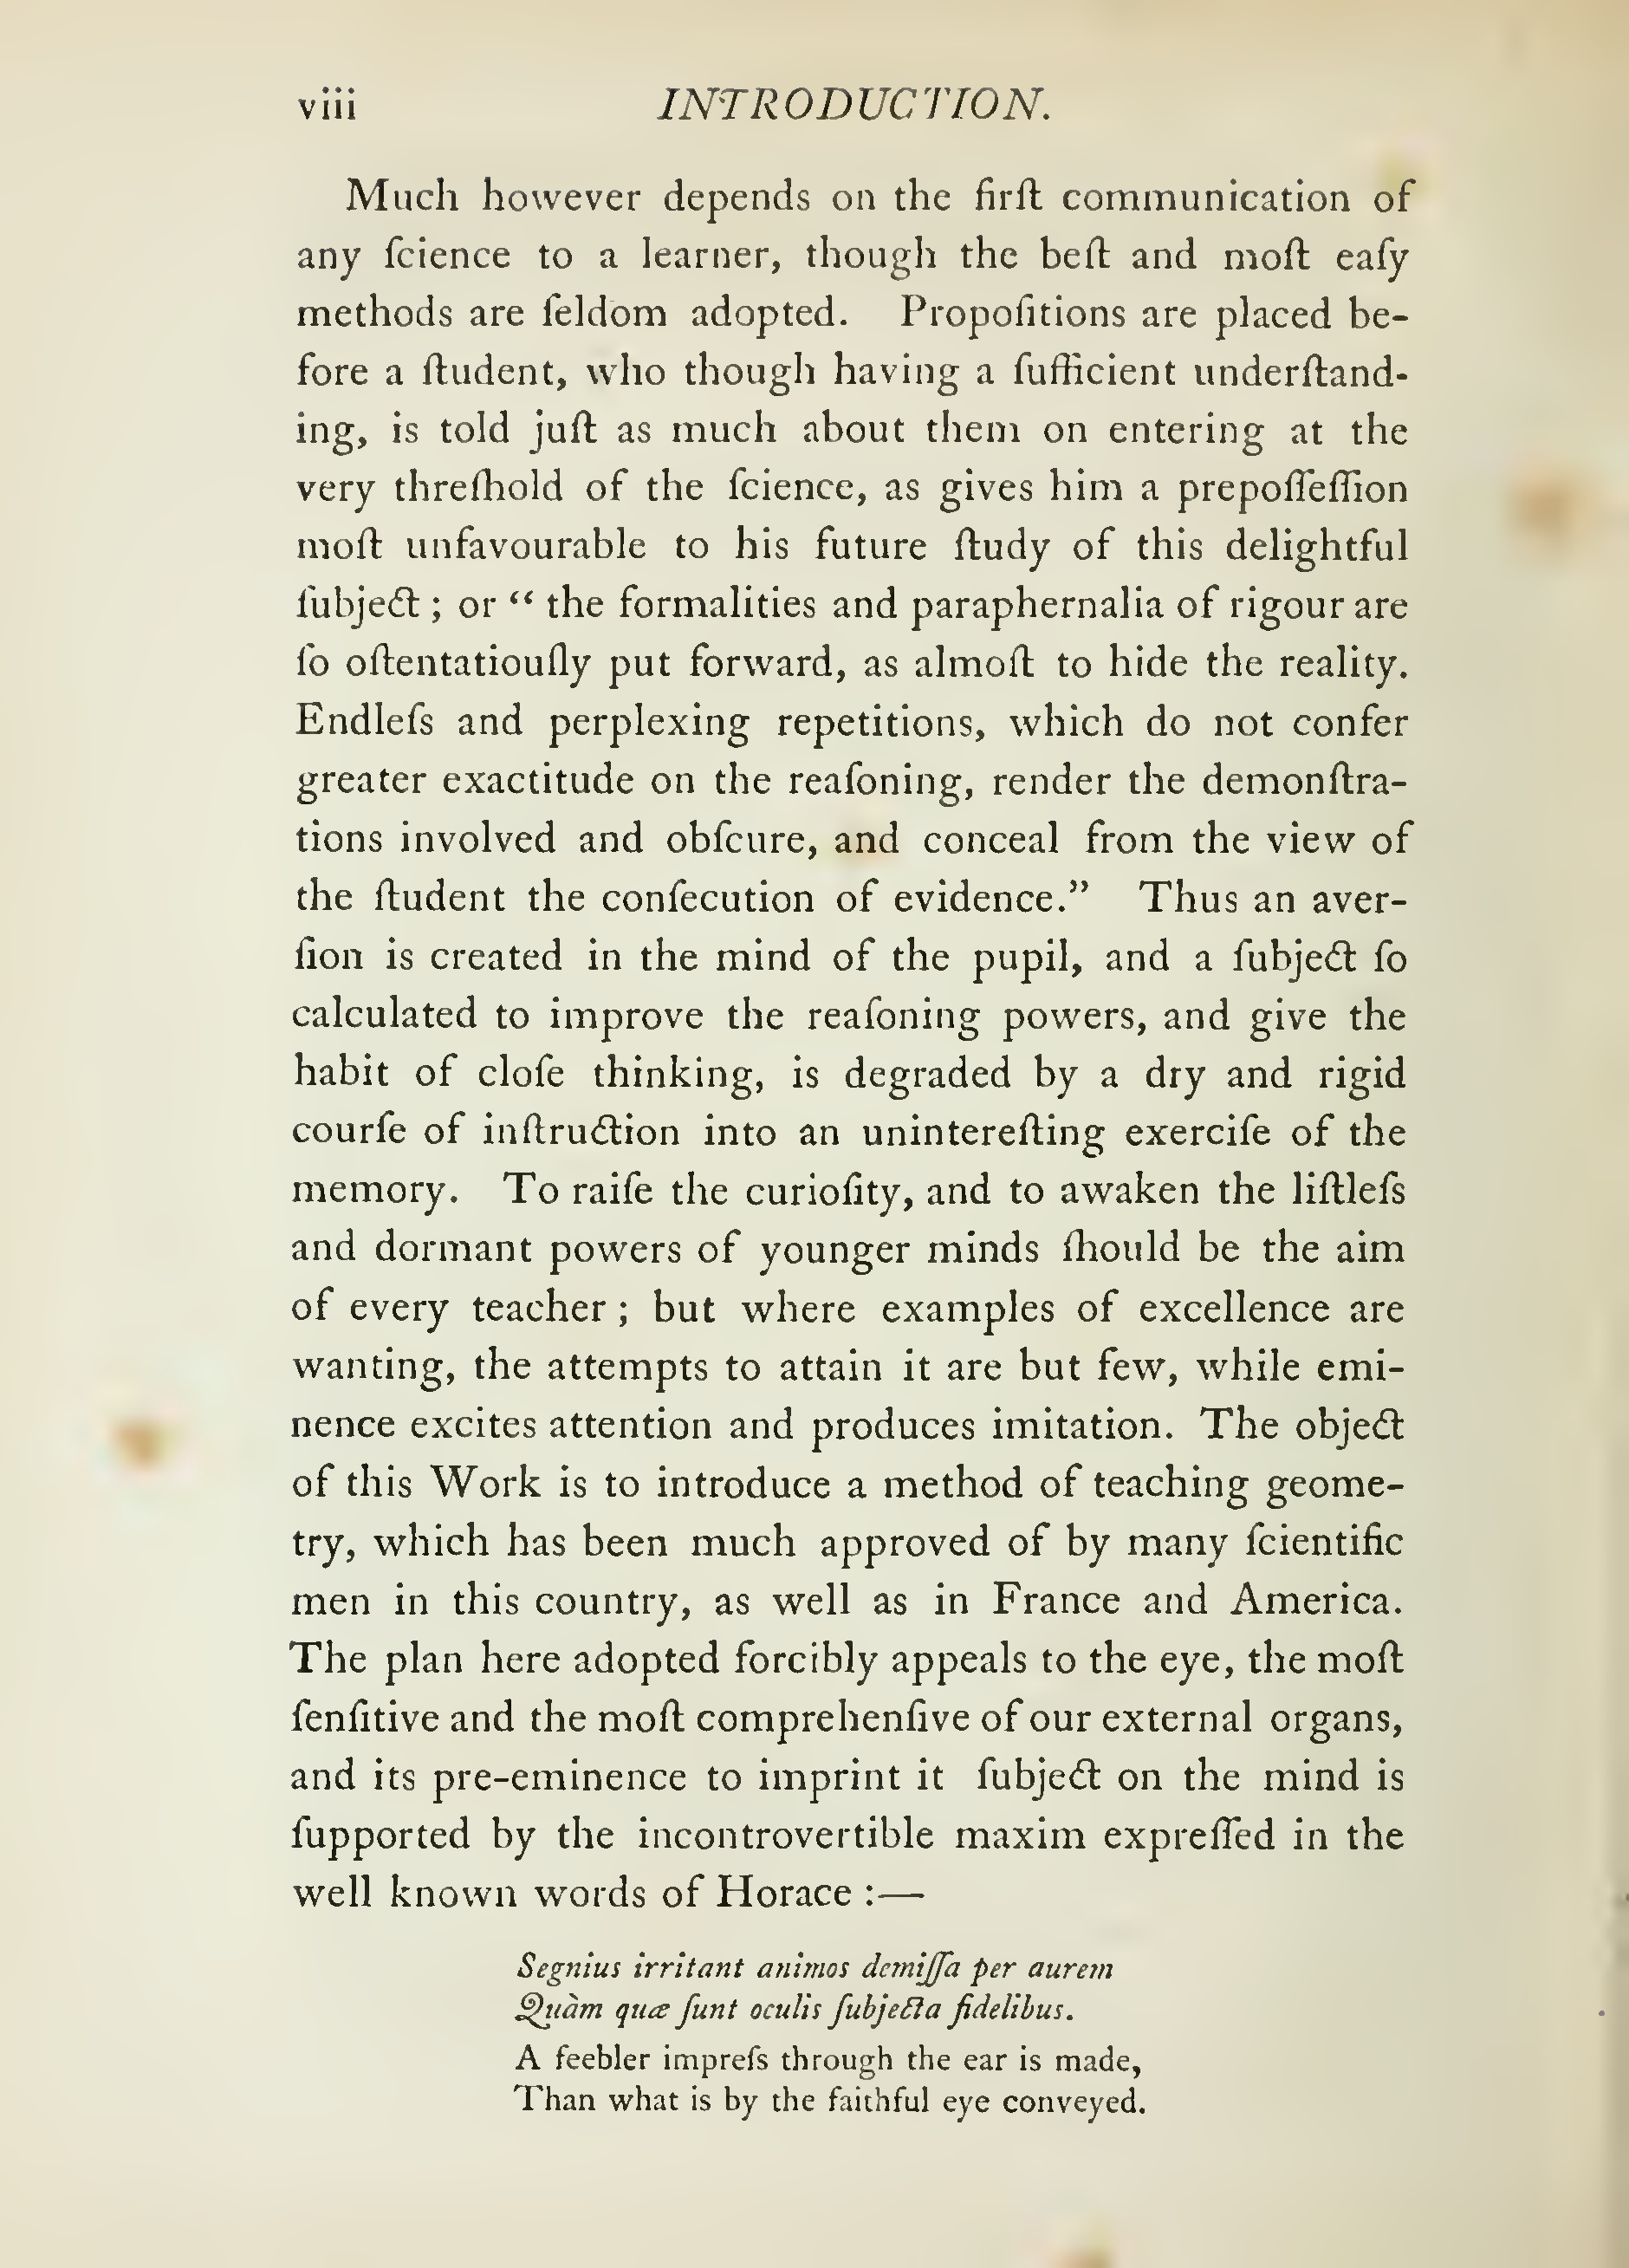 viii INTRODUCTION.
Much however depends on the firſt communication of
any ſcience to a learner, though the beſt and moſt eaſy
methods are ſeldom adopted. Propoſitions are placed be-
fore a ſtudent, who though having a ſufficient underſtand-
ing, is told juſt as much about them on entering at the
very threſhold of the ſcience, as gives him a prepoſſeſſion
moſt unfavourable to his future ſtudy of this delightful
ſubject ; or “ the formalities and paraphernalia of rigour are
ſo oſtentatiouſly put forward, as almoſt to hide the reality.
Endleſs and perplexing repetitions, which do not confer
greater exactitude on the reaſoning, render the demonſtra-
tions involved and obſcure, and conceal from the view of
the ſtudent the conſecution of evidence.” Thus an aver-
ſion is created in the mind of the pupil, and a ſubject ſo
calculated to improve the reaſoning powers, and give the
habit of cloſe thinking, is degraded by a dry and rigid
courſe of inſtruction into an unintereſting exerciſe of the
memory. To raiſe the curioſity, and to awaken the liſtleſs
and dormant powers of younger minds ſhould be the aim
of every teacher ; but where examples of excellence are
wanting, the attempts to attain it are but few, while emi-
nence excites attention and produces imitation. The object
of this Work is to introduce a method of teaching geome-
try, which has been much approved of by many ſcientific
men in this country, as well as in France and America.
The plan here adopted forcibly appeals to the eye, the moſt
ſenſitive and the moſt comprehenſive of our external organs,
and its pre-eminence to imprint it ſubject on the mind is
ſupported by the incontrovertible maxim expreſſed in the
well known words of Horace :—
Segnius irritant animos demiſſa per aurem
Quàm quæ ſunt oculis ſubjecta fidelibus.
A feebler impreſs through the ear is made,
Than what is by the faithful eye conveyed.